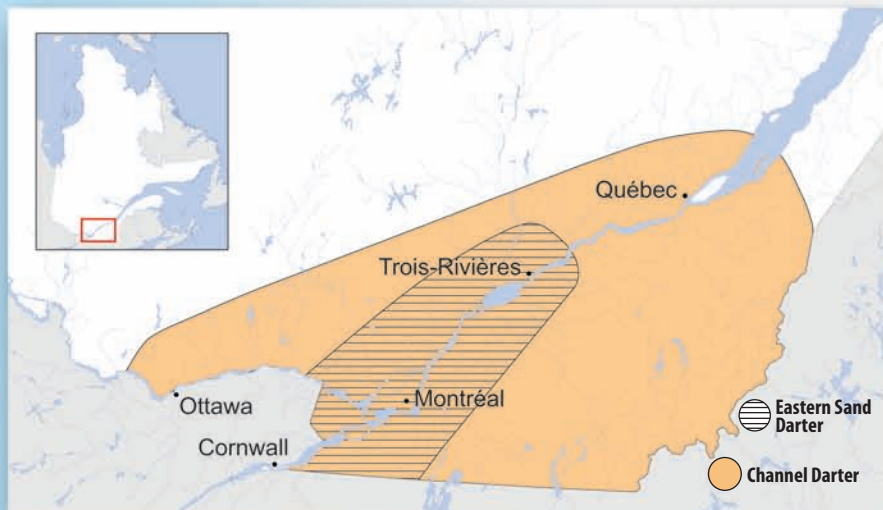 Québec
Trois-Rivières
Montréal
Ottawa
Cornwall
Eastern Sand
Darter
Channel Darter